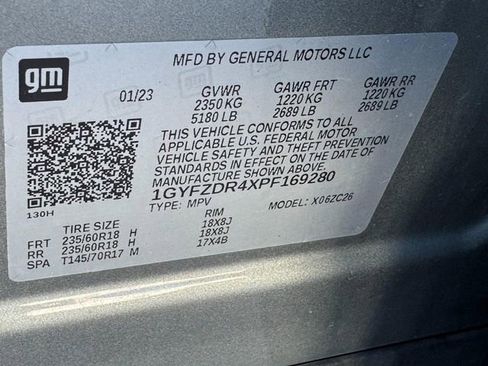 gm
MFD BY GENERAL MOTORS LLC
01/23 GVWR GAWR FRT GAWR RR
2350 KG 1220 KG 1220 KG
5180 LB 2689 LB 2689 LB
THIS VEHICLE CONFORMS TO ALL
APPLICABLE U.S. FEDERAL MOTOR
VEHICLE SAFETY AND THEFT PREVENTION
STANDARDS IN EFFECT ON THE DATE OF
MANUFACTURE SHOWN ABOVE.
1GYFZDR4XPF169280
130H TYPE: MPV MODEL: X06ZC26
TIRE SIZE RIM
FRT 235/60R18 H 18X8J
RR 235/60R18 H 18X8J
SPA T145/70R17 M 17X4B